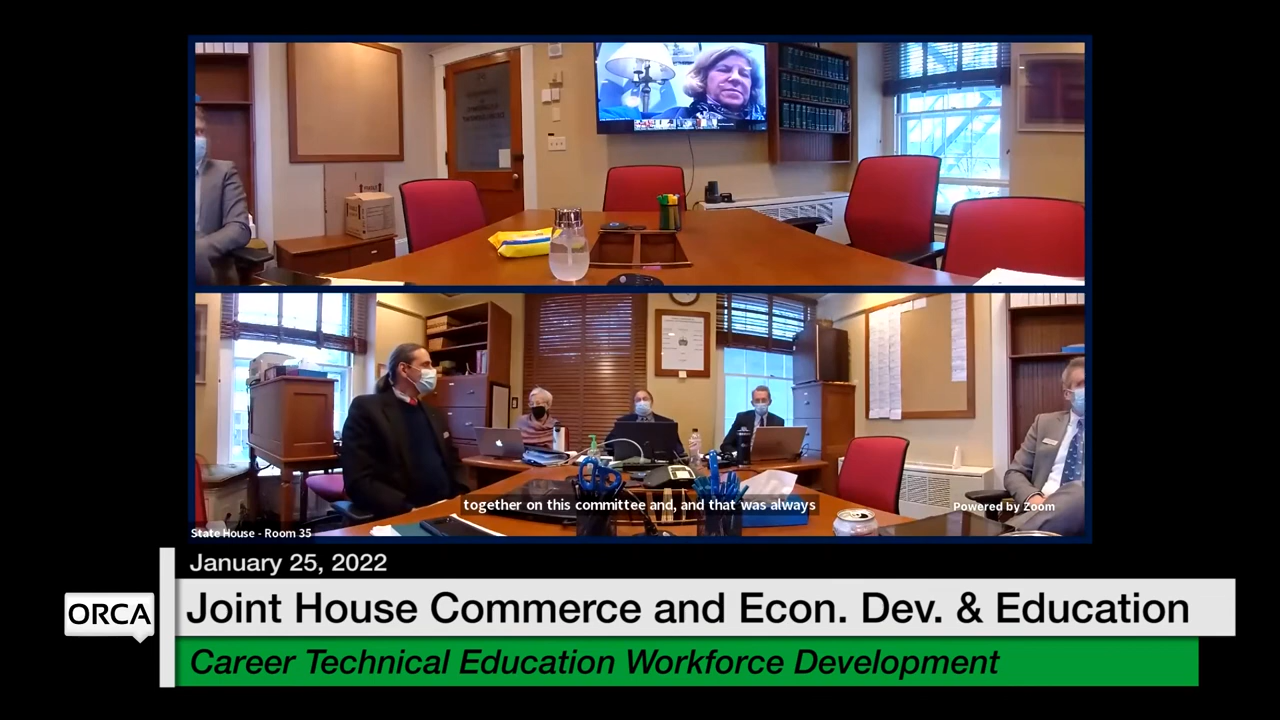 together on this committee and, and that was always
Powered by Zoom
State House - Room 35
January 25, 2022
ORCA
Joint House Commerce and Econ. Dev. & Education
Career Technical Education Workforce Development